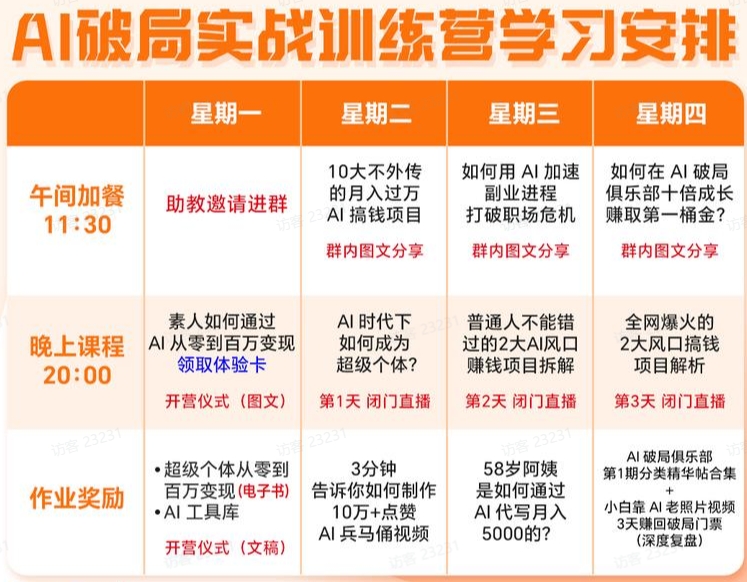 AI破局实战训练营学习安排
星期一
星期二
星期三
星期四
午间加餐
11:30
助教邀请进群
10大不外传
的月入过万
AI 搞钱项目
群内图文分享
如何用 AI 加速
副业进程
打破职场危机
群内图文分享
如何在 AI 破局
俱乐部十倍成长
赚取第一桶金？
群内图文分享
晚上课程
20:00
素人如何通过
AI 从零到百万变现
领取体验卡
开营仪式（图文）
AI 时代下
如何成为
超级个体？
第1天 闭门直播
普通人不能错
过的2大AI风口
赚钱项目拆解
第2天 闭门直播
全网爆火的
2大风口搞钱
项目解析
第3天 闭门直播
作业奖励
•超级个体从零到
百万变现(电子书)
•AI 工具库
开营仪式（文稿）
3分钟
告诉你如何制作
10万+点赞
AI 兵马俑视频
58岁阿姨
是如何通过
AI 代写月入
5000的？
AI 破局俱乐部
第1期分类精华帖合集
+
小白靠 AI 老照片视频
3天赚回破局门票
（深度复盘）
访客 23231